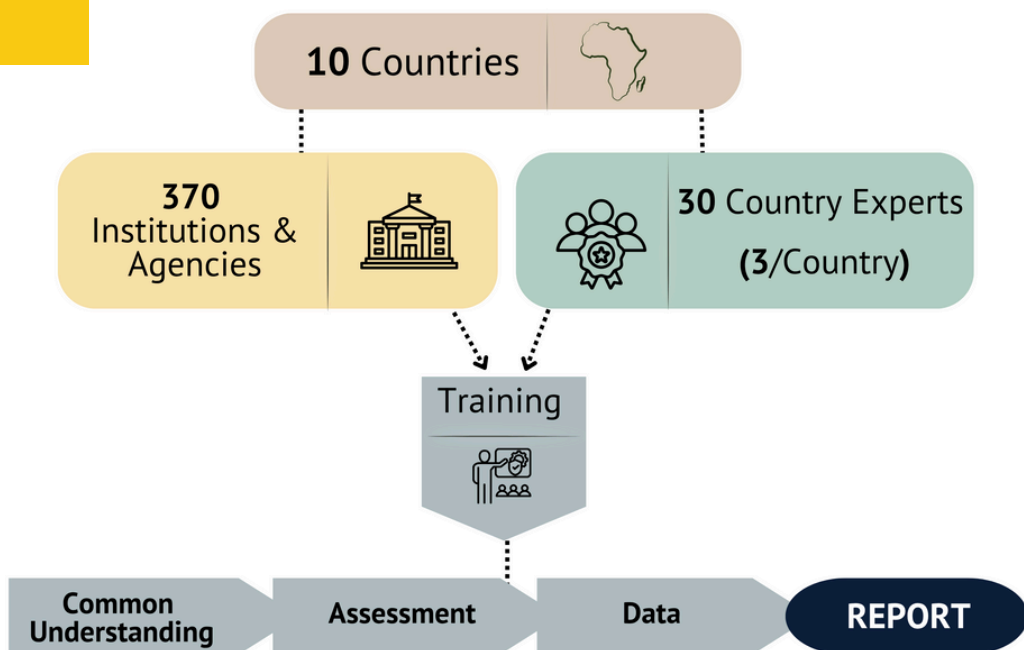 10 Countries
370
Institutions &
Agencies
30 Country Experts
(3/Country)
Training
Common
Understanding
Assessment
Data
REPORT